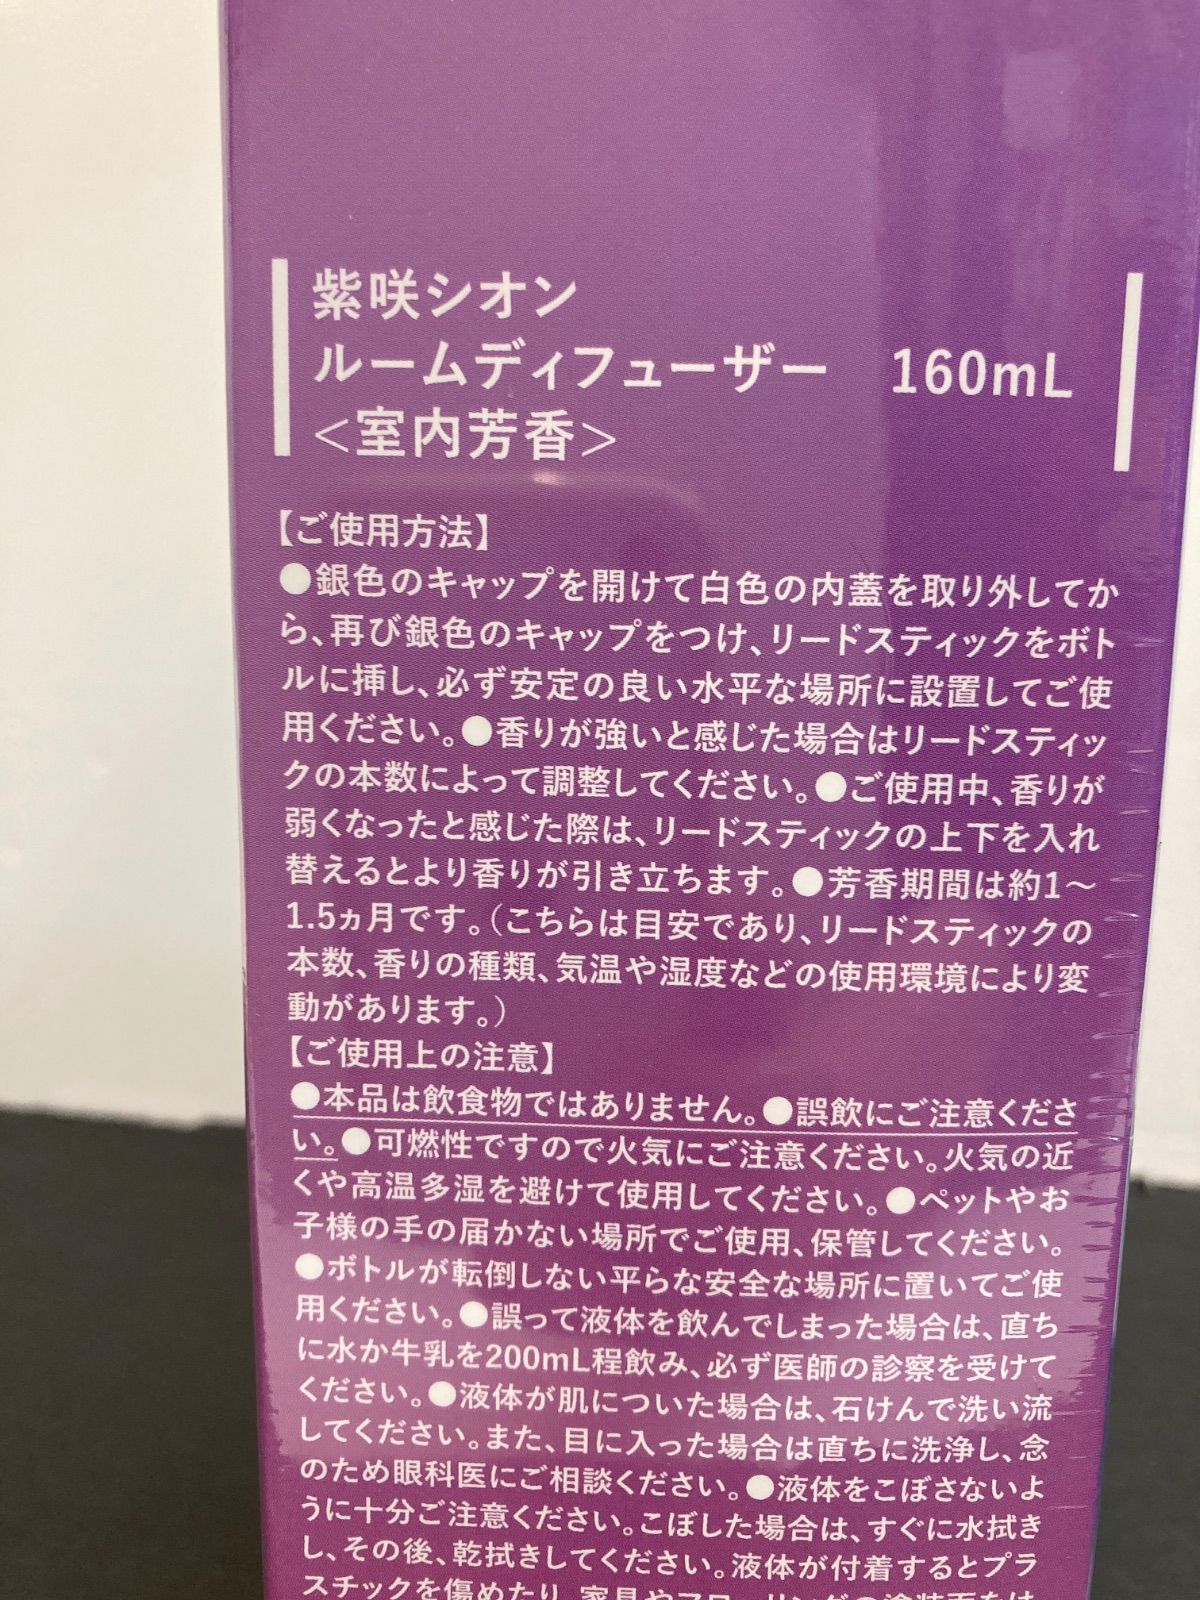 紫咲シオン
ルームディフューザー　160mL
<室内芳香>
【ご使用方法】
●銀色のキャップを開けて白色の内蓋を取り外してか
ら、再び銀色のキャップをつけ、リードスティックをボト
ルに挿し、必ず安定の良い水平な場所に設置してご使
用ください。●香りが強いと感じた場合はリードスティッ
クの本数によって調整してください。●ご使用中、香りが
弱くなったと感じた際は、リードスティックの上下を入れ
替えるとより香りが引き立ちます。●芳香期間は約1～
1.5ヵ月です。（こちらは目安であり、リードスティックの
本数、香りの種類、気温や湿度などの使用環境により変
動があります。）
【ご使用上の注意】
●本品は飲食物ではありません。●誤飲にご注意くださ
い。●可燃性ですので火気にご注意ください。火気の近
くや高温多湿を避けて使用してください。●ペットやお
子様の手の届かない場所でご使用、保管してください。
●ボトルが転倒しない平らな安全な場所に置いてご使
用ください。●誤って液体を飲んでしまった場合は、直ち
に水か牛乳を200mL程飲み、必ず医師の診察を受けて
ください。●液体が肌についた場合は、石けんで洗い流
してください。また、目に入った場合は直ちに洗浄し、念
のため眼科医にご相談ください。●液体をこぼさないよ
うに十分ご注意ください。こぼした場合は、すぐに水拭き
し、その後、乾拭きしてください。液体が付着するとプラ
スチックを傷めたり、家具やフローリングの塗装面をは